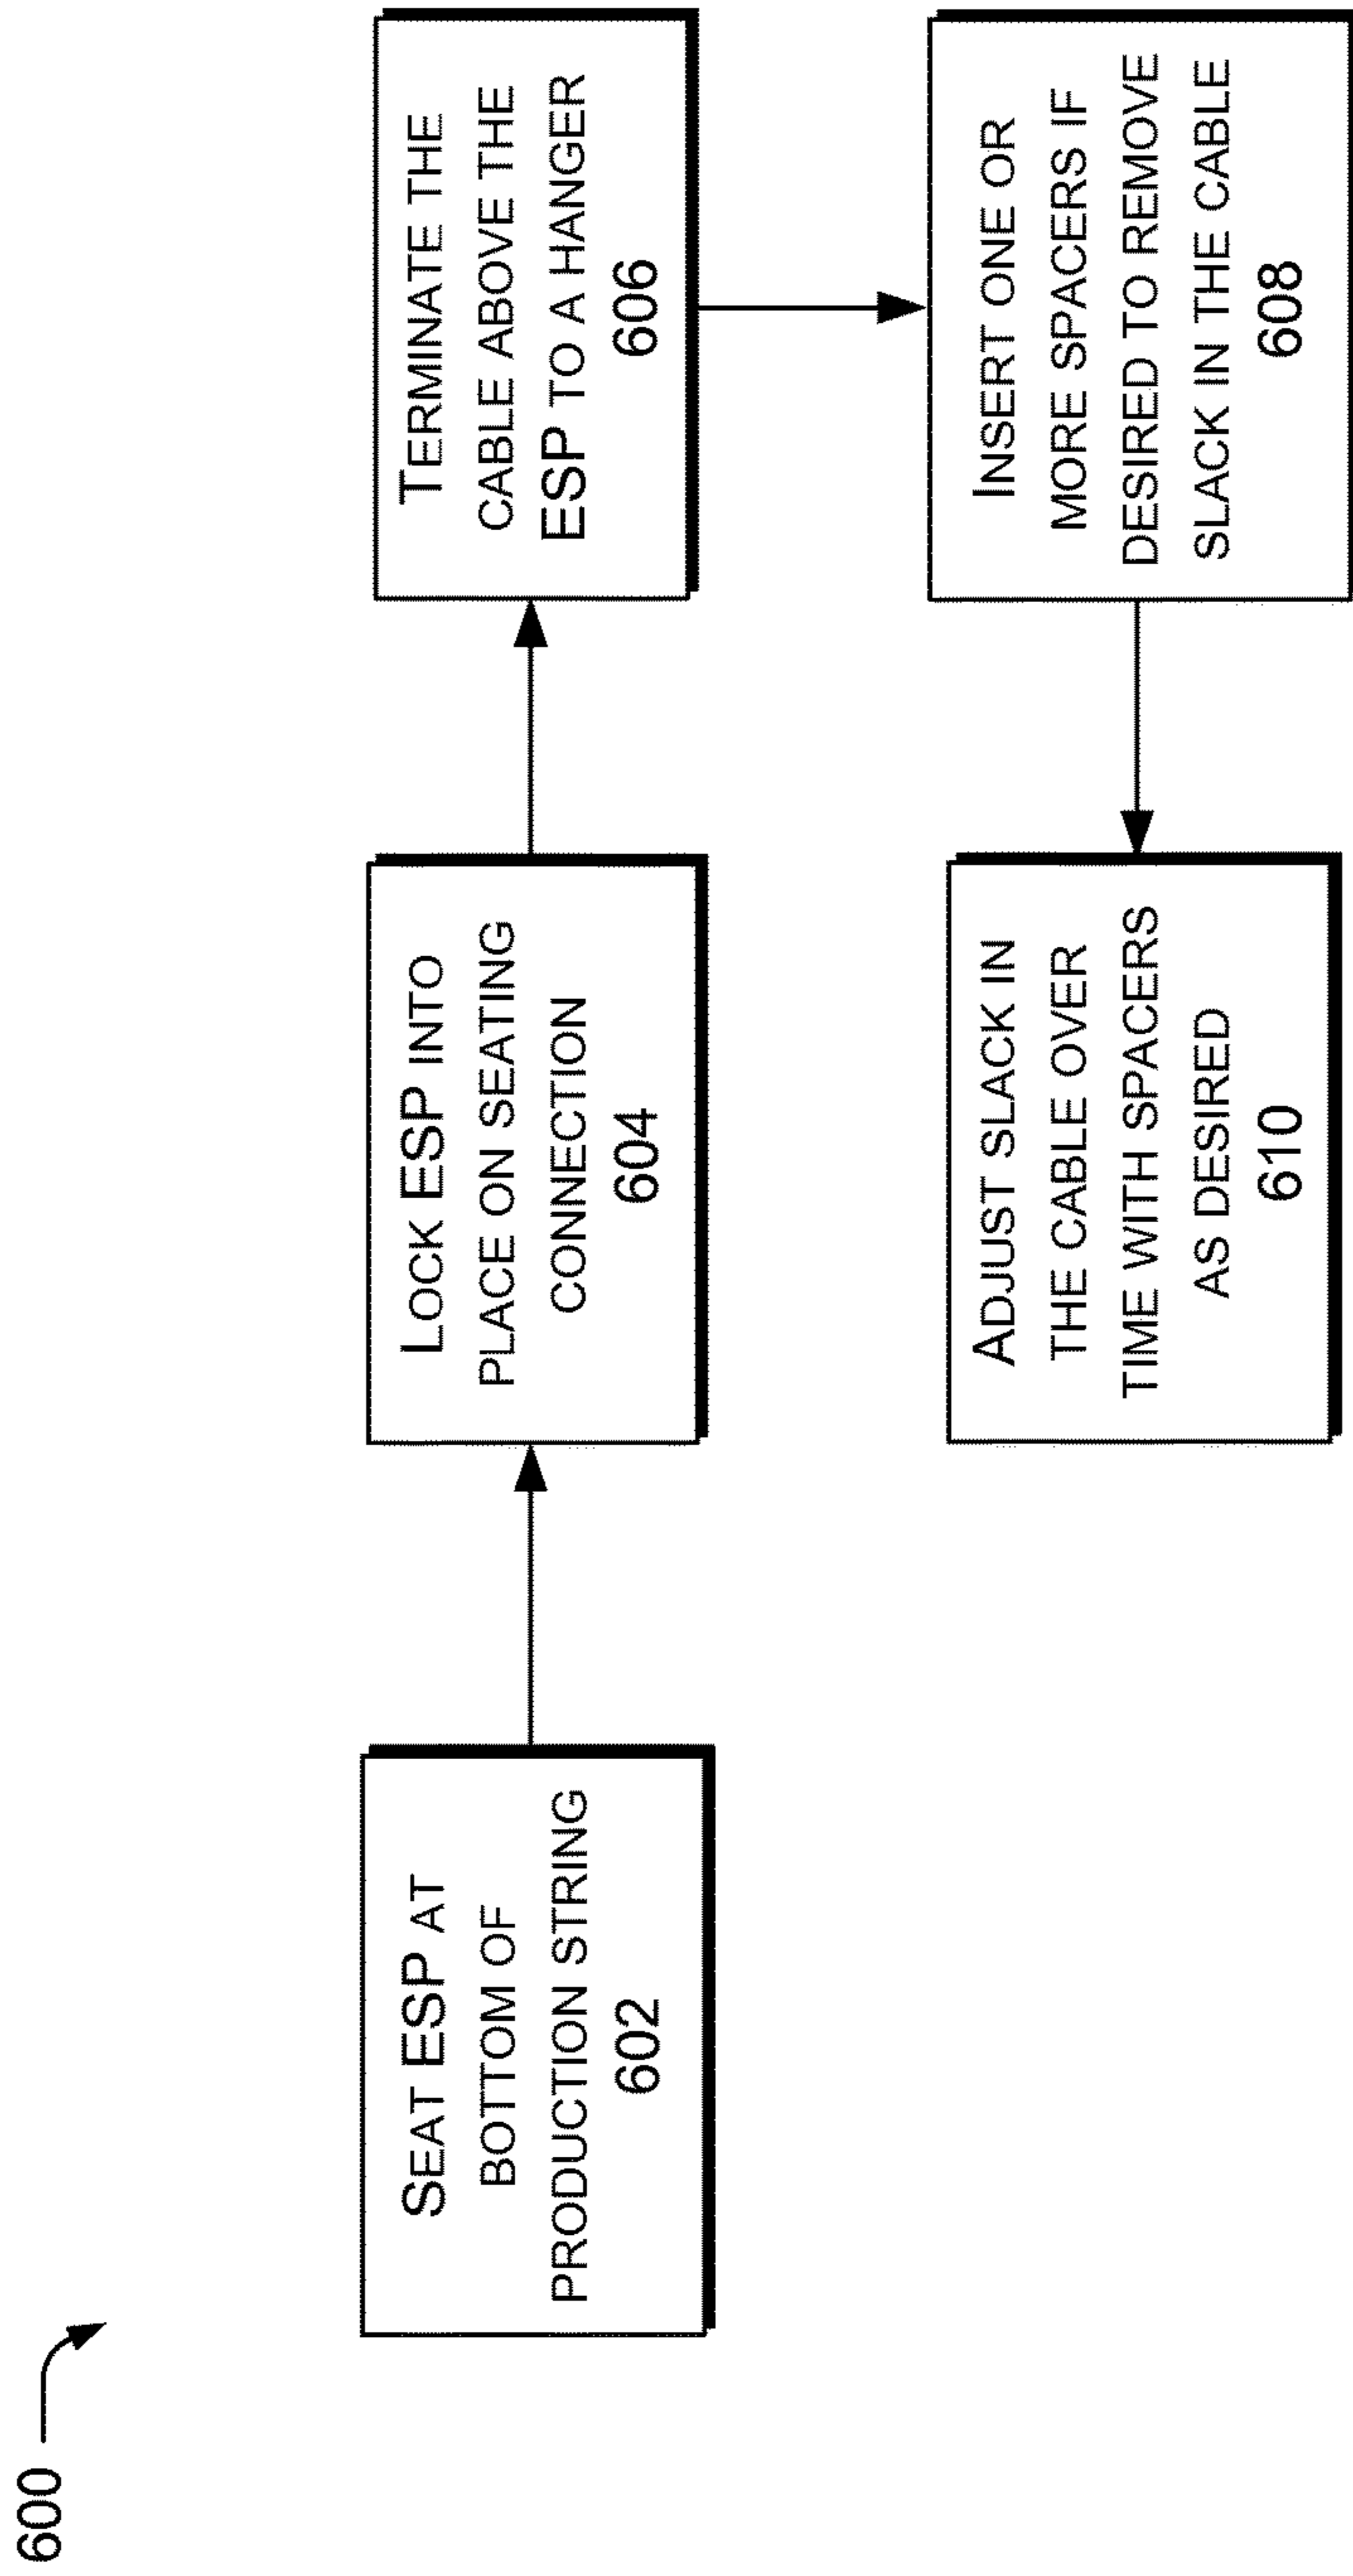 600
SEAT ESP AT
BOTTOM OF
PRODUCTION STRING
602
LOCK ESP INTO
PLACE ON SEATING
CONNECTION
604
TERMINATE THE
CABLE ABOVE THE
ESP TO A HANGER
606
INSERT ONE OR
MORE SPACERS IF
DESIRED TO REMOVE
SLACK IN THE CABLE
608
ADJUST SLACK IN
THE CABLE OVER
TIME WITH SPACERS
AS DESIRED
610